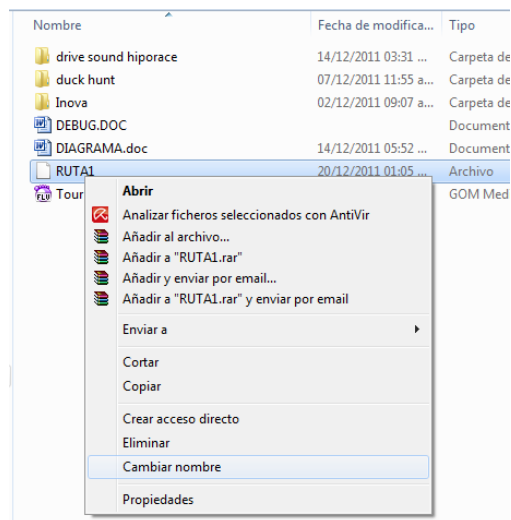 Nombre Fecha de modifica... Tipo
drive sound hiporace 14/12/2011 03:31 ... Carpeta de
duck hunt 07/12/2011 11:55 a... Carpeta de
Inova 02/12/2011 09:07 a... Carpeta de
DEBUG.DOC Document
DIAGRAMA.doc 14/12/2011 05:52 ... Document
RUTA1 20/12/2011 01:05 ... Archivo
Tour GOM Med
Abrir
Analizar ficheros seleccionados con AntiVir
Añadir al archivo...
Añadir a "RUTA1.rar"
Añadir y enviar por email...
Añadir a "RUTA1.rar" y enviar por email
Enviar a
Cortar
Copiar
Crear acceso directo
Eliminar
Cambiar nombre
Propiedades